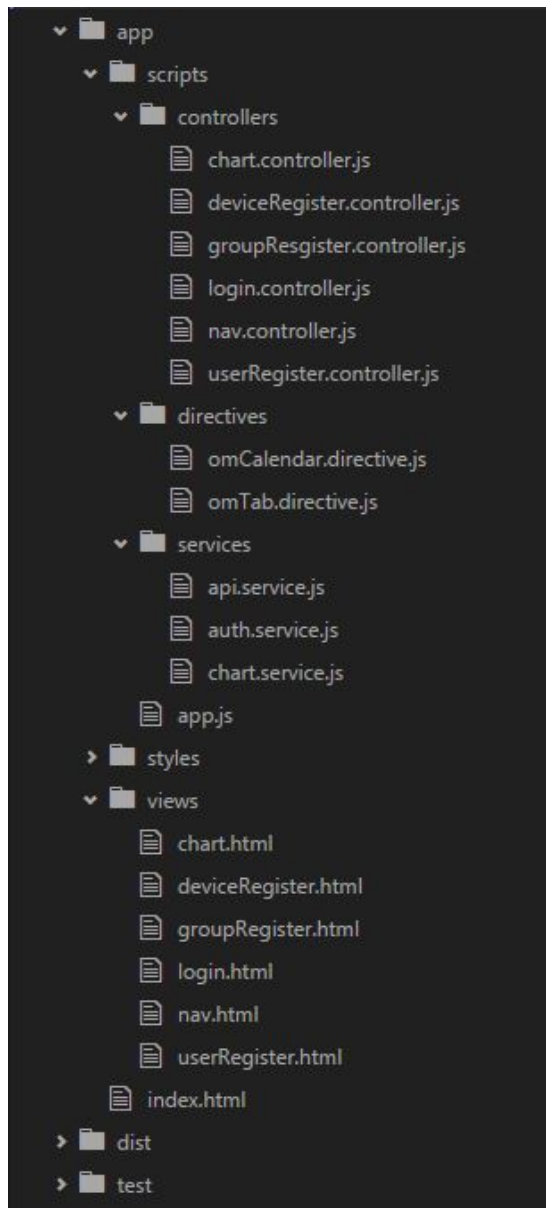 app
scripts
controllers
chart.controller.js
deviceRegister.controller.js
groupResgister.controller.js
login.controller.js
nav.controller.js
userRegister.controller.js
directives
omCalendar.directive.js
omTab.directive.js
services
api.service.js
auth.service.js
chart.service.js
app.js
styles
views
chart.html
deviceRegister.html
groupRegister.html
login.html
nav.html
userRegister.html
index.html
dist
test